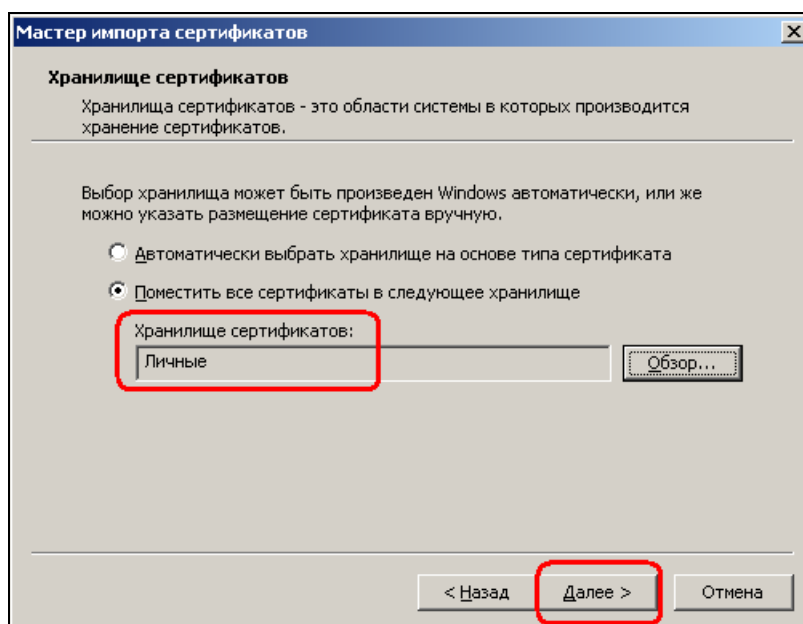 Мастер импорта сертификатов
Хранилище сертификатов
Хранилища сертификатов - это области системы в которых производится
хранение сертификатов.
Выбор хранилища может быть произведен Windows автоматически, или же
можно указать размещение сертификата вручную.
Автоматически выбрать хранилище на основе типа сертификата
Поместить все сертификаты в следующее хранилище
Хранилище сертификатов:
Личные
Обзор...
< Назад
Далее >
Отмена